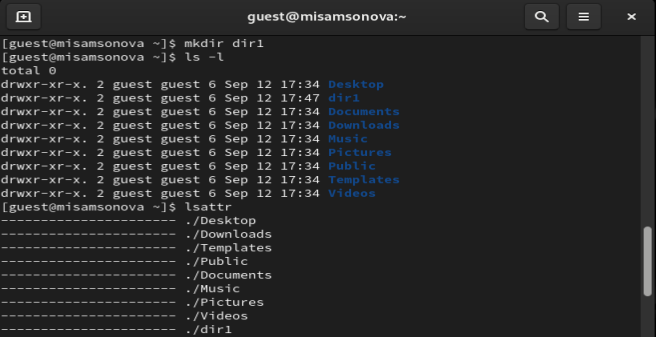 guest@misamsonova:~
[guest@misamsonova ~]$ mkdir dir1
[guest@misamsonova ~]$ ls -l
total 0
drwxr-xr-x. 2 guest guest 6 Sep 12 17:34 Desktop
drwxr-xr-x. 2 guest guest 6 Sep 12 17:47 dir1
drwxr-xr-x. 2 guest guest 6 Sep 12 17:34 Documents
drwxr-xr-x. 2 guest guest 6 Sep 12 17:34 Downloads
drwxr-xr-x. 2 guest guest 6 Sep 12 17:34 Music
drwxr-xr-x. 2 guest guest 6 Sep 12 17:34 Pictures
drwxr-xr-x. 2 guest guest 6 Sep 12 17:34 Public
drwxr-xr-x. 2 guest guest 6 Sep 12 17:34 Templates
drwxr-xr-x. 2 guest guest 6 Sep 12 17:34 Videos
[guest@misamsonova ~]$ lsattr
---------------------- ./Desktop
---------------------- ./Downloads
---------------------- ./Templates
---------------------- ./Public
---------------------- ./Documents
---------------------- ./Music
---------------------- ./Pictures
---------------------- ./Videos
---------------------- ./dir1